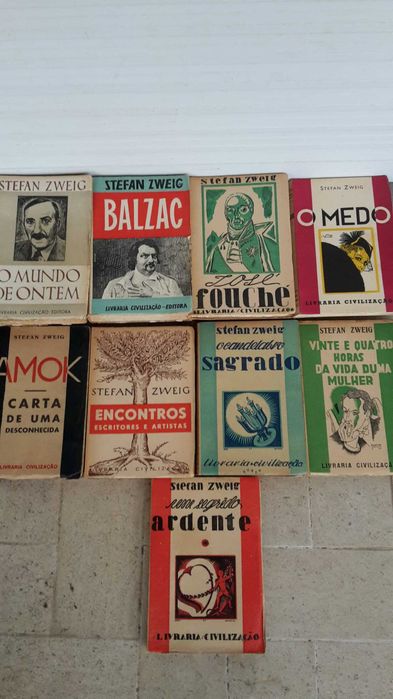 STEFAN ZWEIG
O MUNDO
DE ONTEM
LIVRARIA CIVILIZAÇÃO EDITORA
STEFAN ZWEIG
BALZAC
LIVRARIA CIVILIZAÇÃO - EDITORA
Stefan Zweig
José
fouché
LIVRARIA CIVILIZAÇÃO
STEFAN ZWEIG
O MEDO
LIVRARIA CIVILIZAÇÃO
STEFAN ZWEIG
AMOK
CARTA
DE UMA
DESCONHECIDA
LIVRARIA CIVILIZAÇÃO
STEFAN ZWEIG
ENCONTROS
ESCRITORES E ARTISTAS
LIVRARIA CIVILIZAÇÃO
stefan zweig
o candelabro
sagrado
livraria-civilização
STEFAN ZWEIG
VINTE E QUATRO
HORAS
DA VIDA DUMA
MULHER
LIVRARIA CIVILIZAÇÃO
stefan zweig
segrêdo
ardente
LIVRARIA-CIVILIZAÇÃO